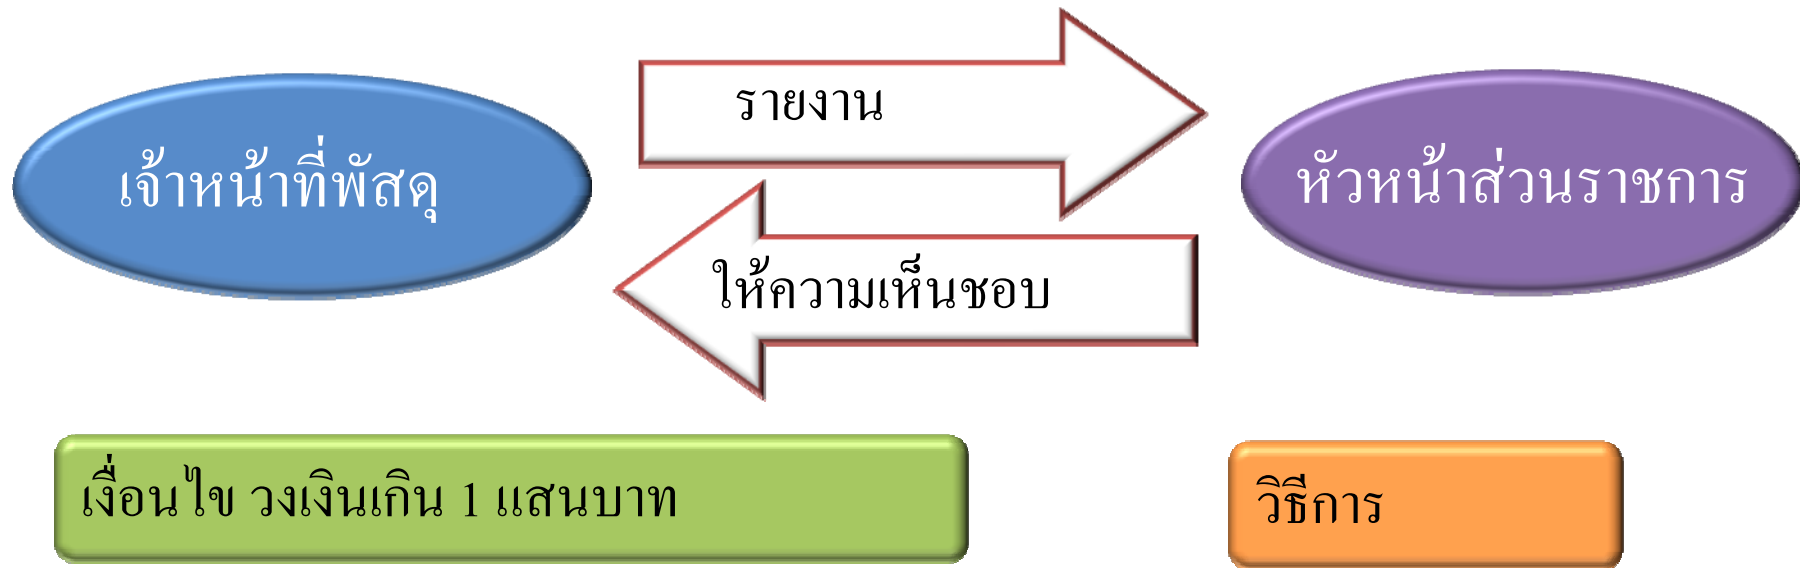 รายงาน
เจ้าหน้าที่พัสดุ
หัวหน้าส่วนราชการ
ให้ความเห็นชอบ
เงื่อนไข วงเงินเกิน 1 แสนบาท
วิธีการ